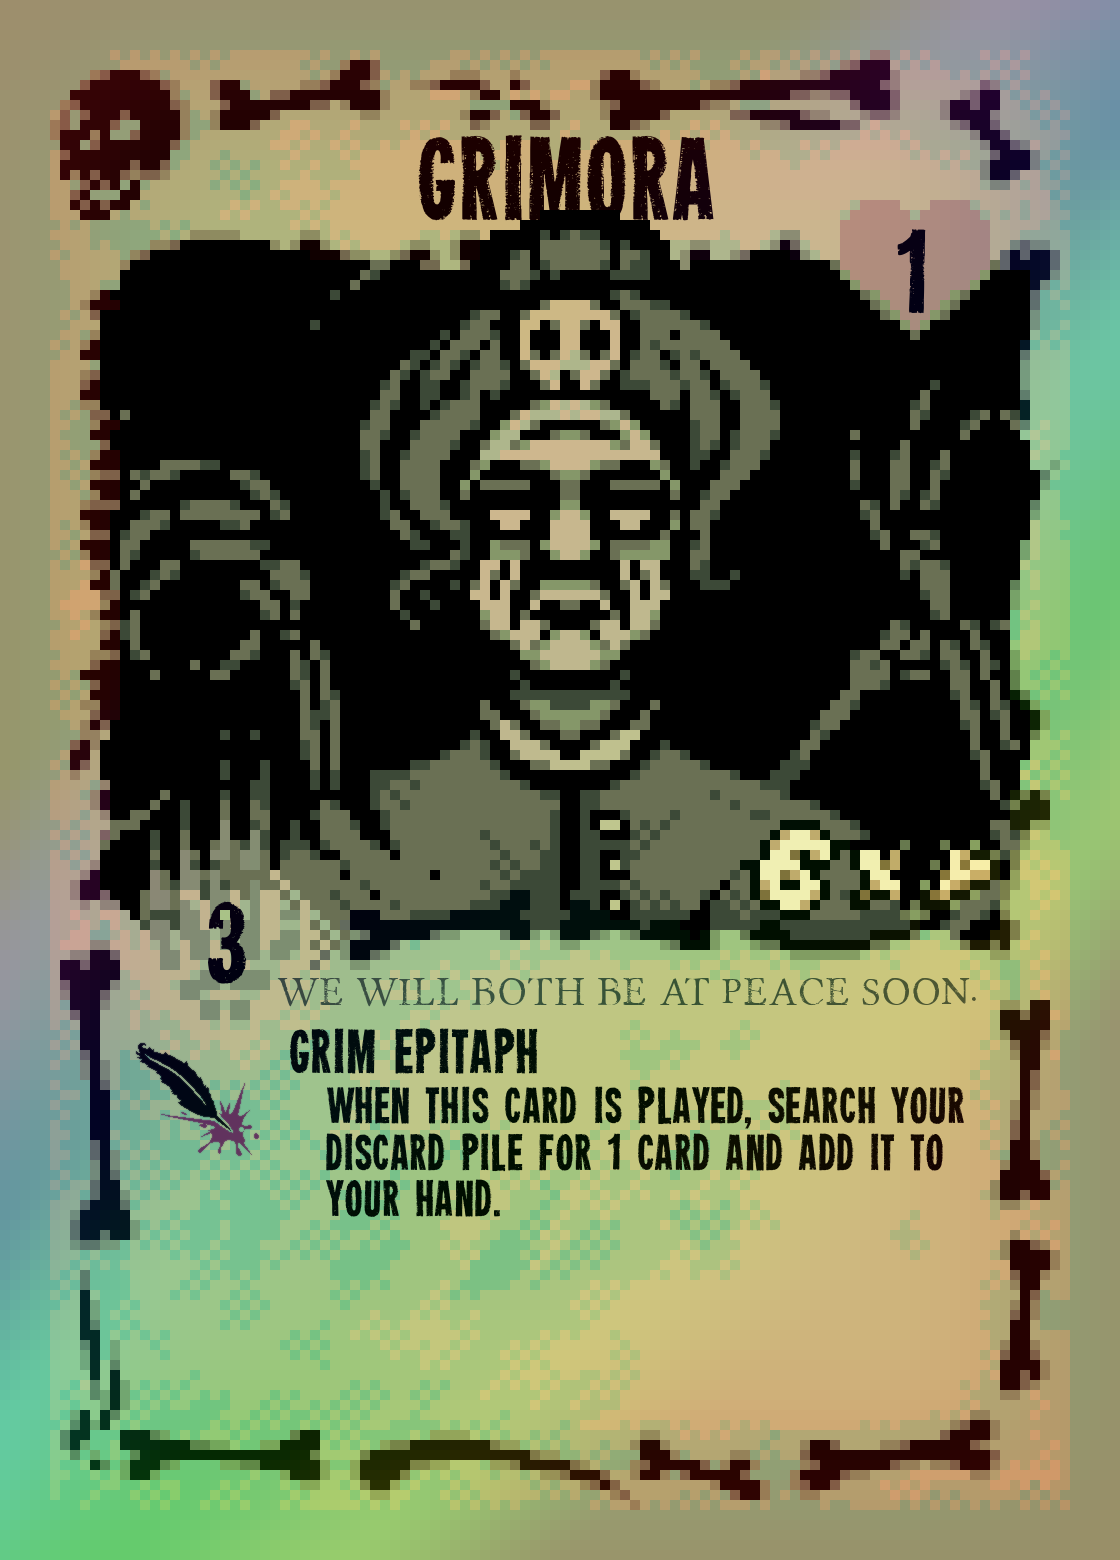 GRIMORA
1
6 X
3
WE WILL BOTH BE AT PEACE SOON.
GRIM EPITAPH
WHEN THIS CARD IS PLAYED, SEARCH YOUR
DISCARD PILE FOR 1 CARD AND ADD IT TO
YOUR HAND.